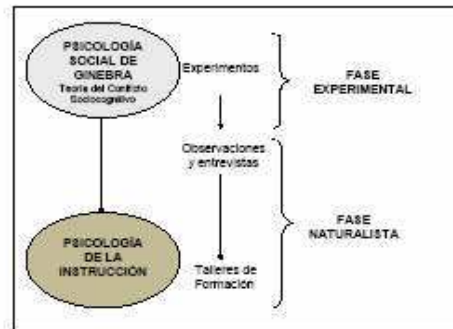 PSICOLOGÍA
SOCIAL DE
GINEBRA
Teoría del Conflicto
Sociocognitivo
Experimentos
FASE
EXPERIMENTAL
Observaciones
y entrevistas
PSICOLOGÍA
DE LA
INSTRUCCIÓN
Talleres de
Formación
FASE
NATURALISTA